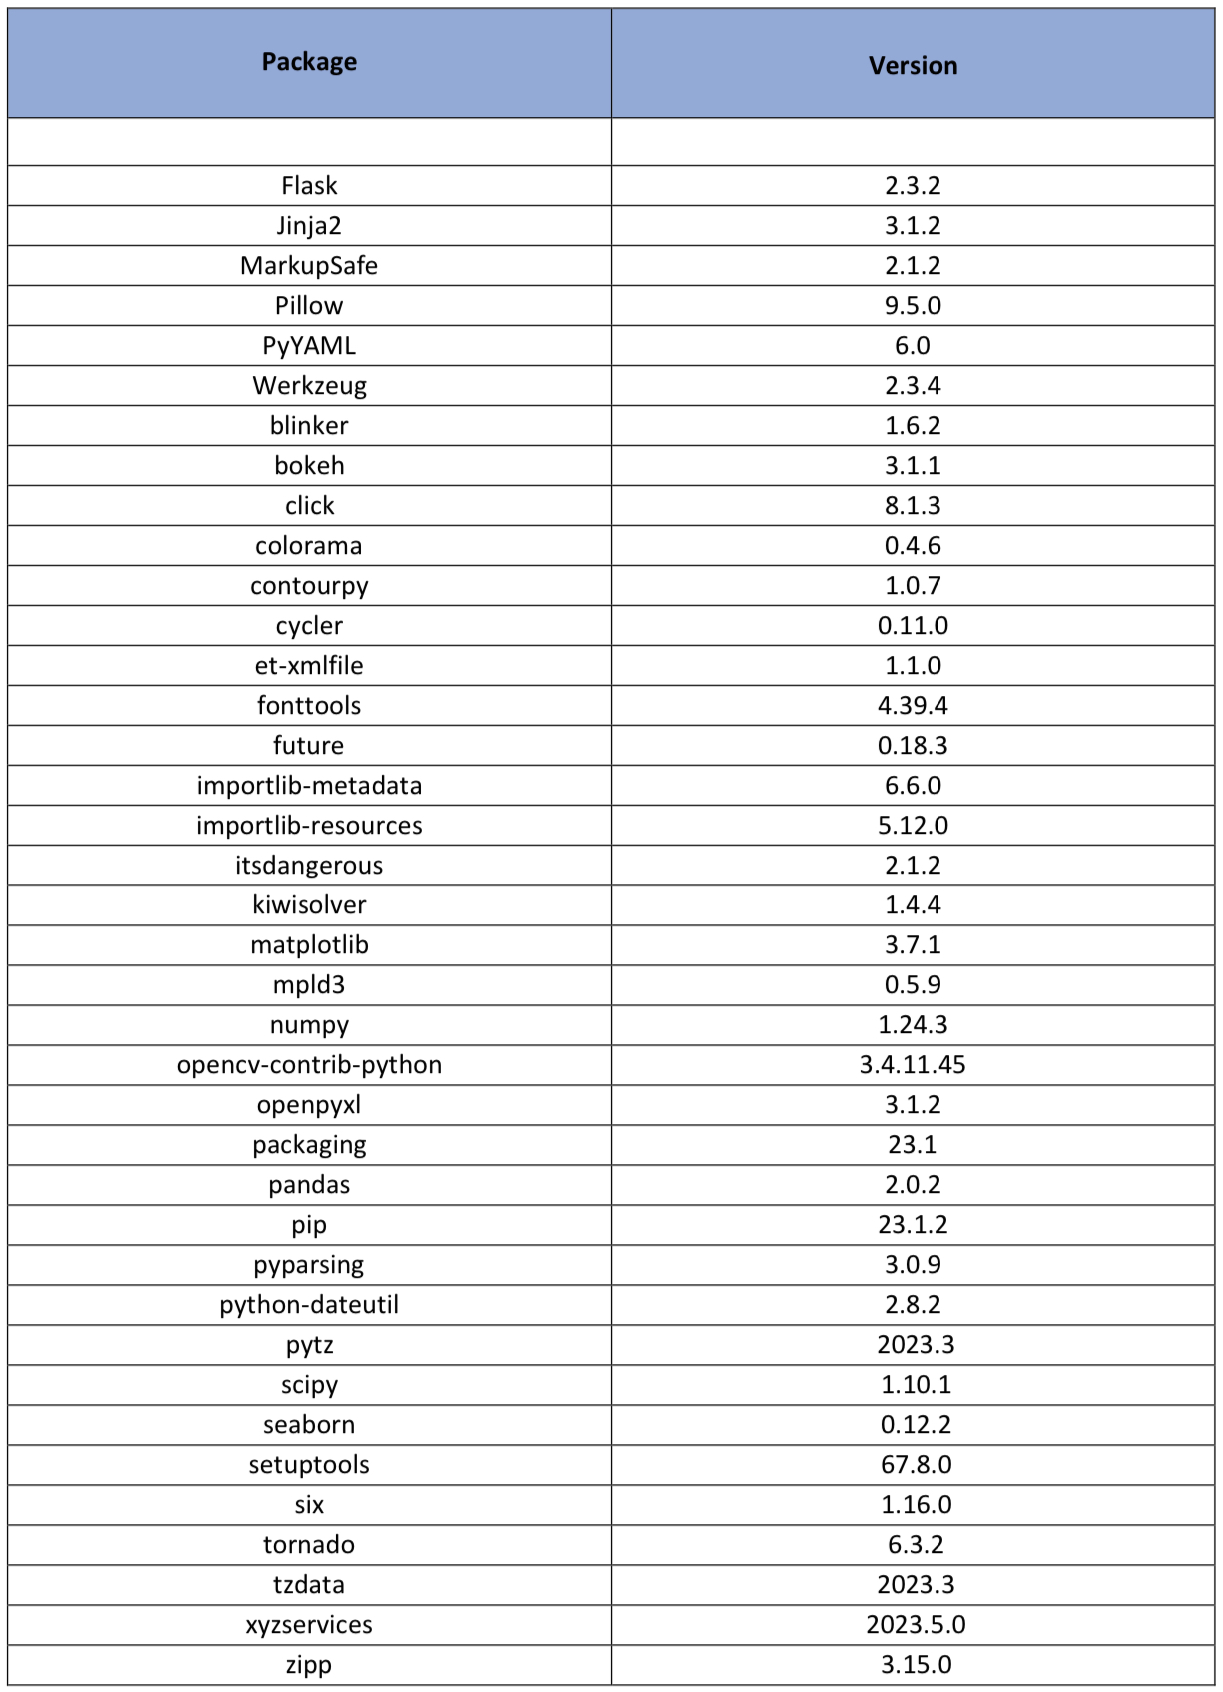 Package Version
Flask 2.3.2
Jinja2 3.1.2
MarkupSafe 2.1.2
Pillow 9.5.0
PyYAML 6.0
Werkzeug 2.3.4
blinker 1.6.2
bokeh 3.1.1
click 8.1.3
colorama 0.4.6
contourpy 1.0.7
cycler 0.11.0
et-xmlfile 1.1.0
fonttools 4.39.4
future 0.18.3
importlib-metadata 6.6.0
importlib-resources 5.12.0
itsdangerous 2.1.2
kiwisolver 1.4.4
matplotlib 3.7.1
mpld3 0.5.9
numpy 1.24.3
opencv-contrib-python 3.4.11.45
openpyxl 3.1.2
packaging 23.1
pandas 2.0.2
pip 23.1.2
pyparsing 3.0.9
python-dateutil 2.8.2
pytz 2023.3
scipy 1.10.1
seaborn 0.12.2
setuptools 67.8.0
six 1.16.0
tornado 6.3.2
tzdata 2023.3
xyzservices 2023.5.0
zipp 3.15.0